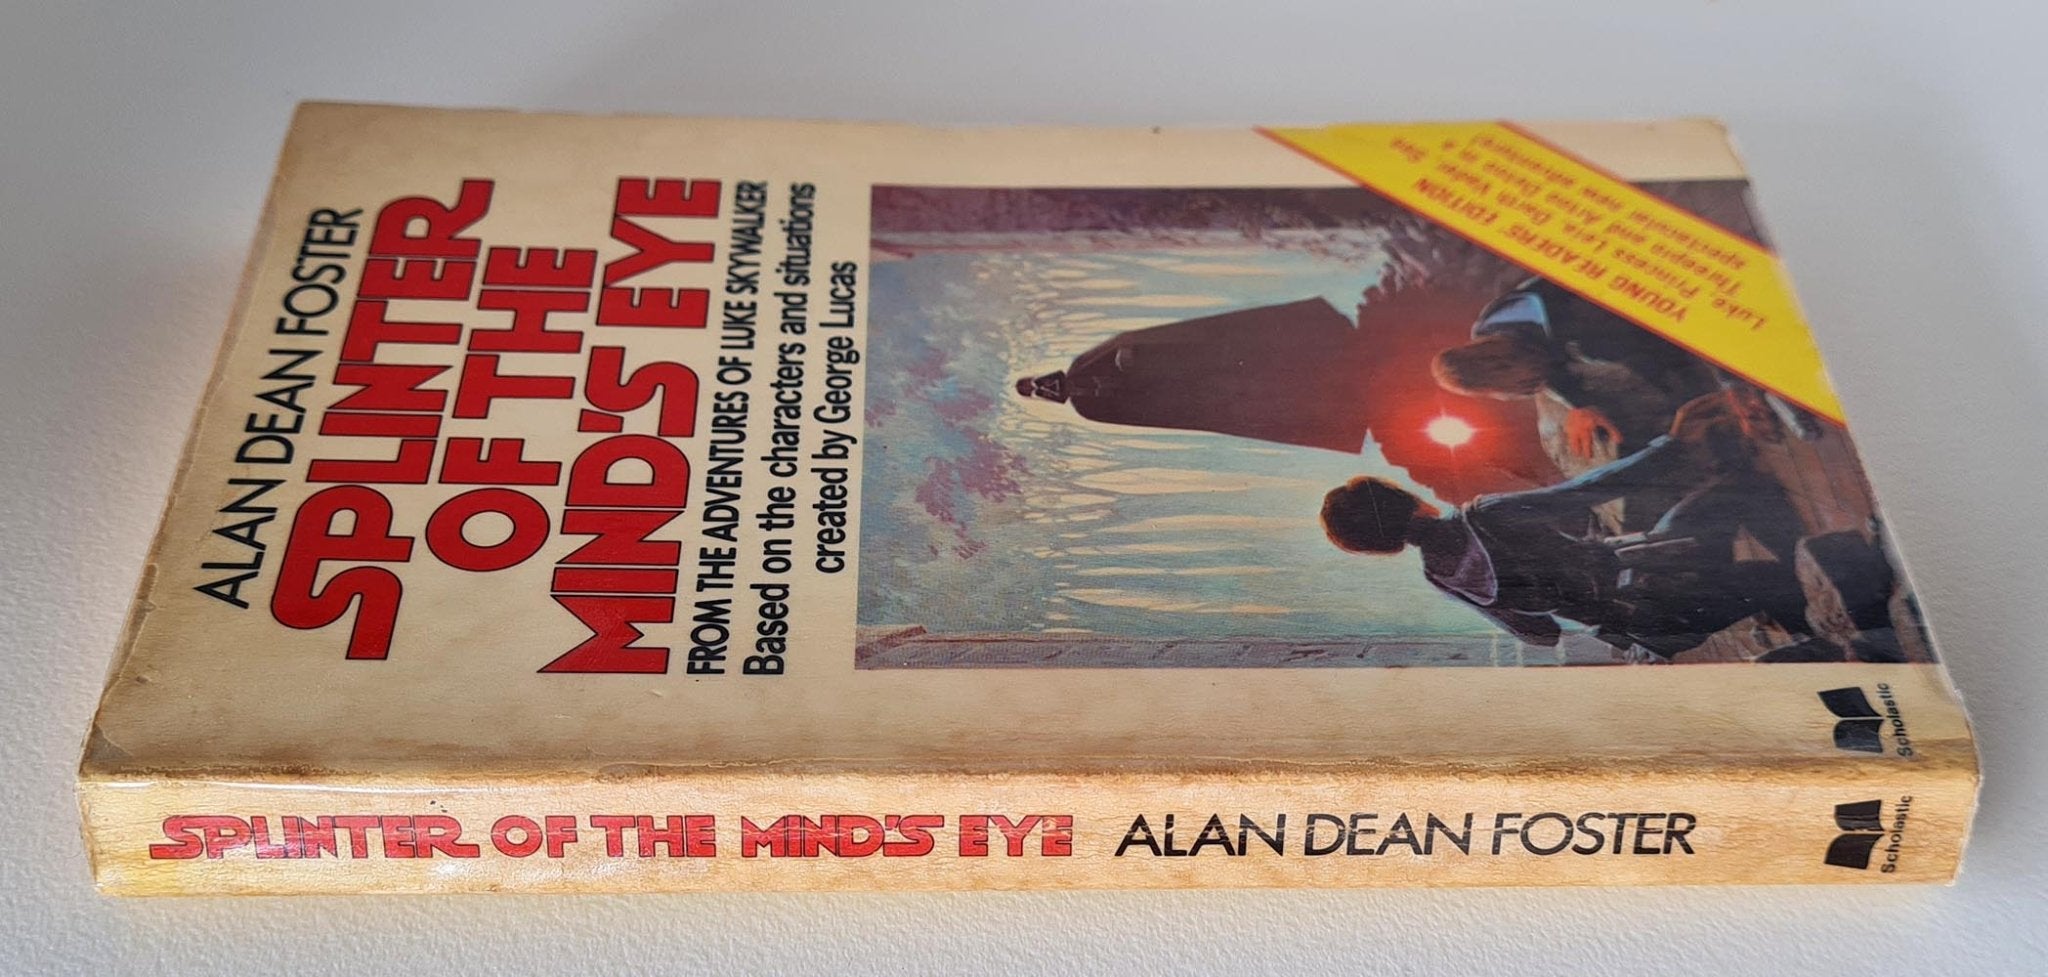 ALAN DEAN FOSTER
SPLINTER
OF THE
MIND'S EYE
FROM THE ADVENTURES OF LUKE SKYWALKER
Based on the characters and situations
created by George Lucas
YOUNG READERS' EDITION
Luke, Princess Leia, Darth Vader, See
Threepio and Artoo Detoo in a
spectacular new adventure!
Scholastic
SPLINTER OF THE MIND'S EYE ALAN DEAN FOSTER
Scholastic